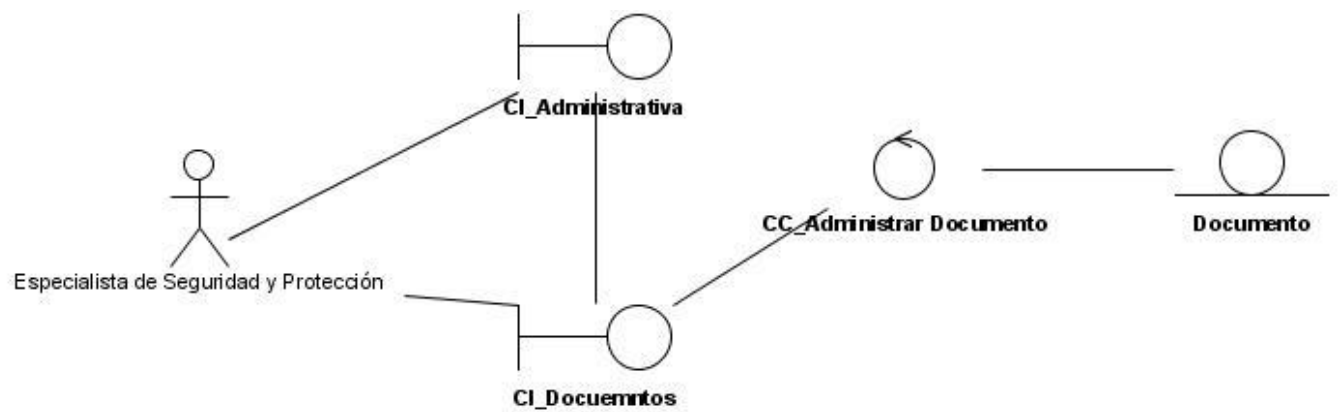 CI_Administrativa
CC_Administrar Documento
Documento
Especialista de Seguridad y Protección
CI_Docuemntos